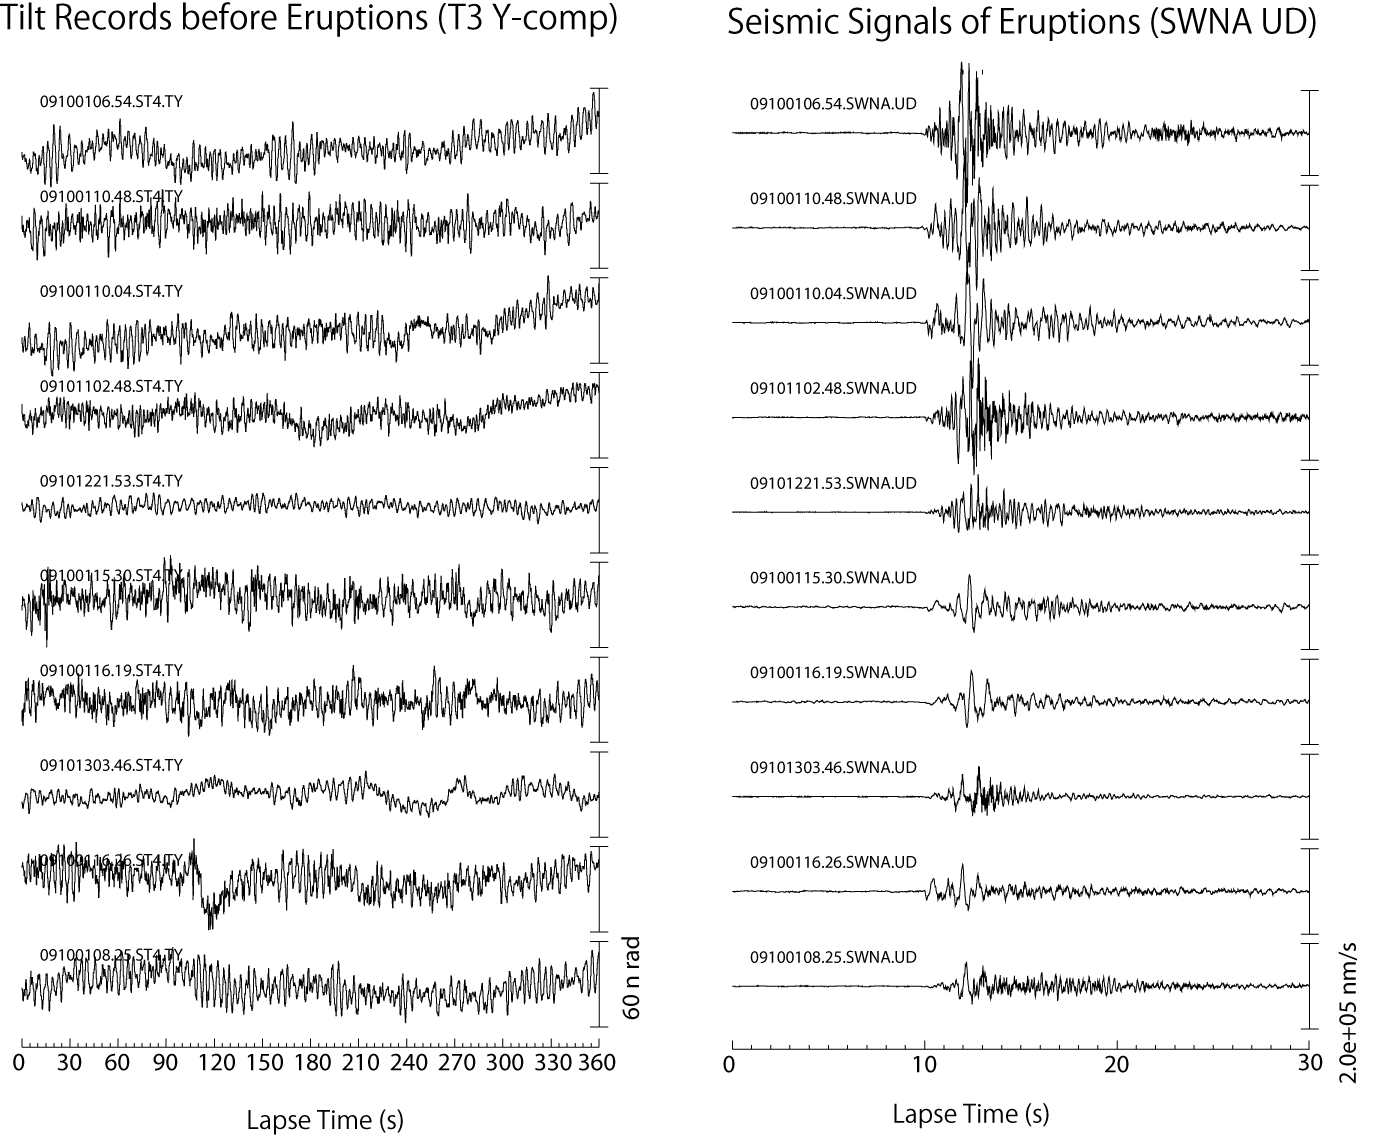 Tilt Records before Eruptions (T3 Y-comp)
09100106.54.ST4.TY
09100110.48.ST4.TY
09100110.04.ST4.TY
09101102.48.ST4.TY
09101221.53.ST4.TY
09100115.30.ST4.TY
09100116.19.ST4.TY
09101303.46.ST4.TY
09100116.26.ST4.TY
09100108.25.ST4.TY
60 n rad
0 30 60 90 120 150 180 210 240 270 300 330 360
Lapse Time (s)
Seismic Signals of Eruptions (SWNA UD)
09100106.54.SWNA.UD
09100110.48.SWNA.UD
09100110.04.SWNA.UD
09101102.48.SWNA.UD
09101221.53.SWNA.UD
09100115.30.SWNA.UD
09100116.19.SWNA.UD
09101303.46.SWNA.UD
09100116.26.SWNA.UD
09100108.25.SWNA.UD
2.0e+05 nm/s
0 10 20 30
Lapse Time (s)